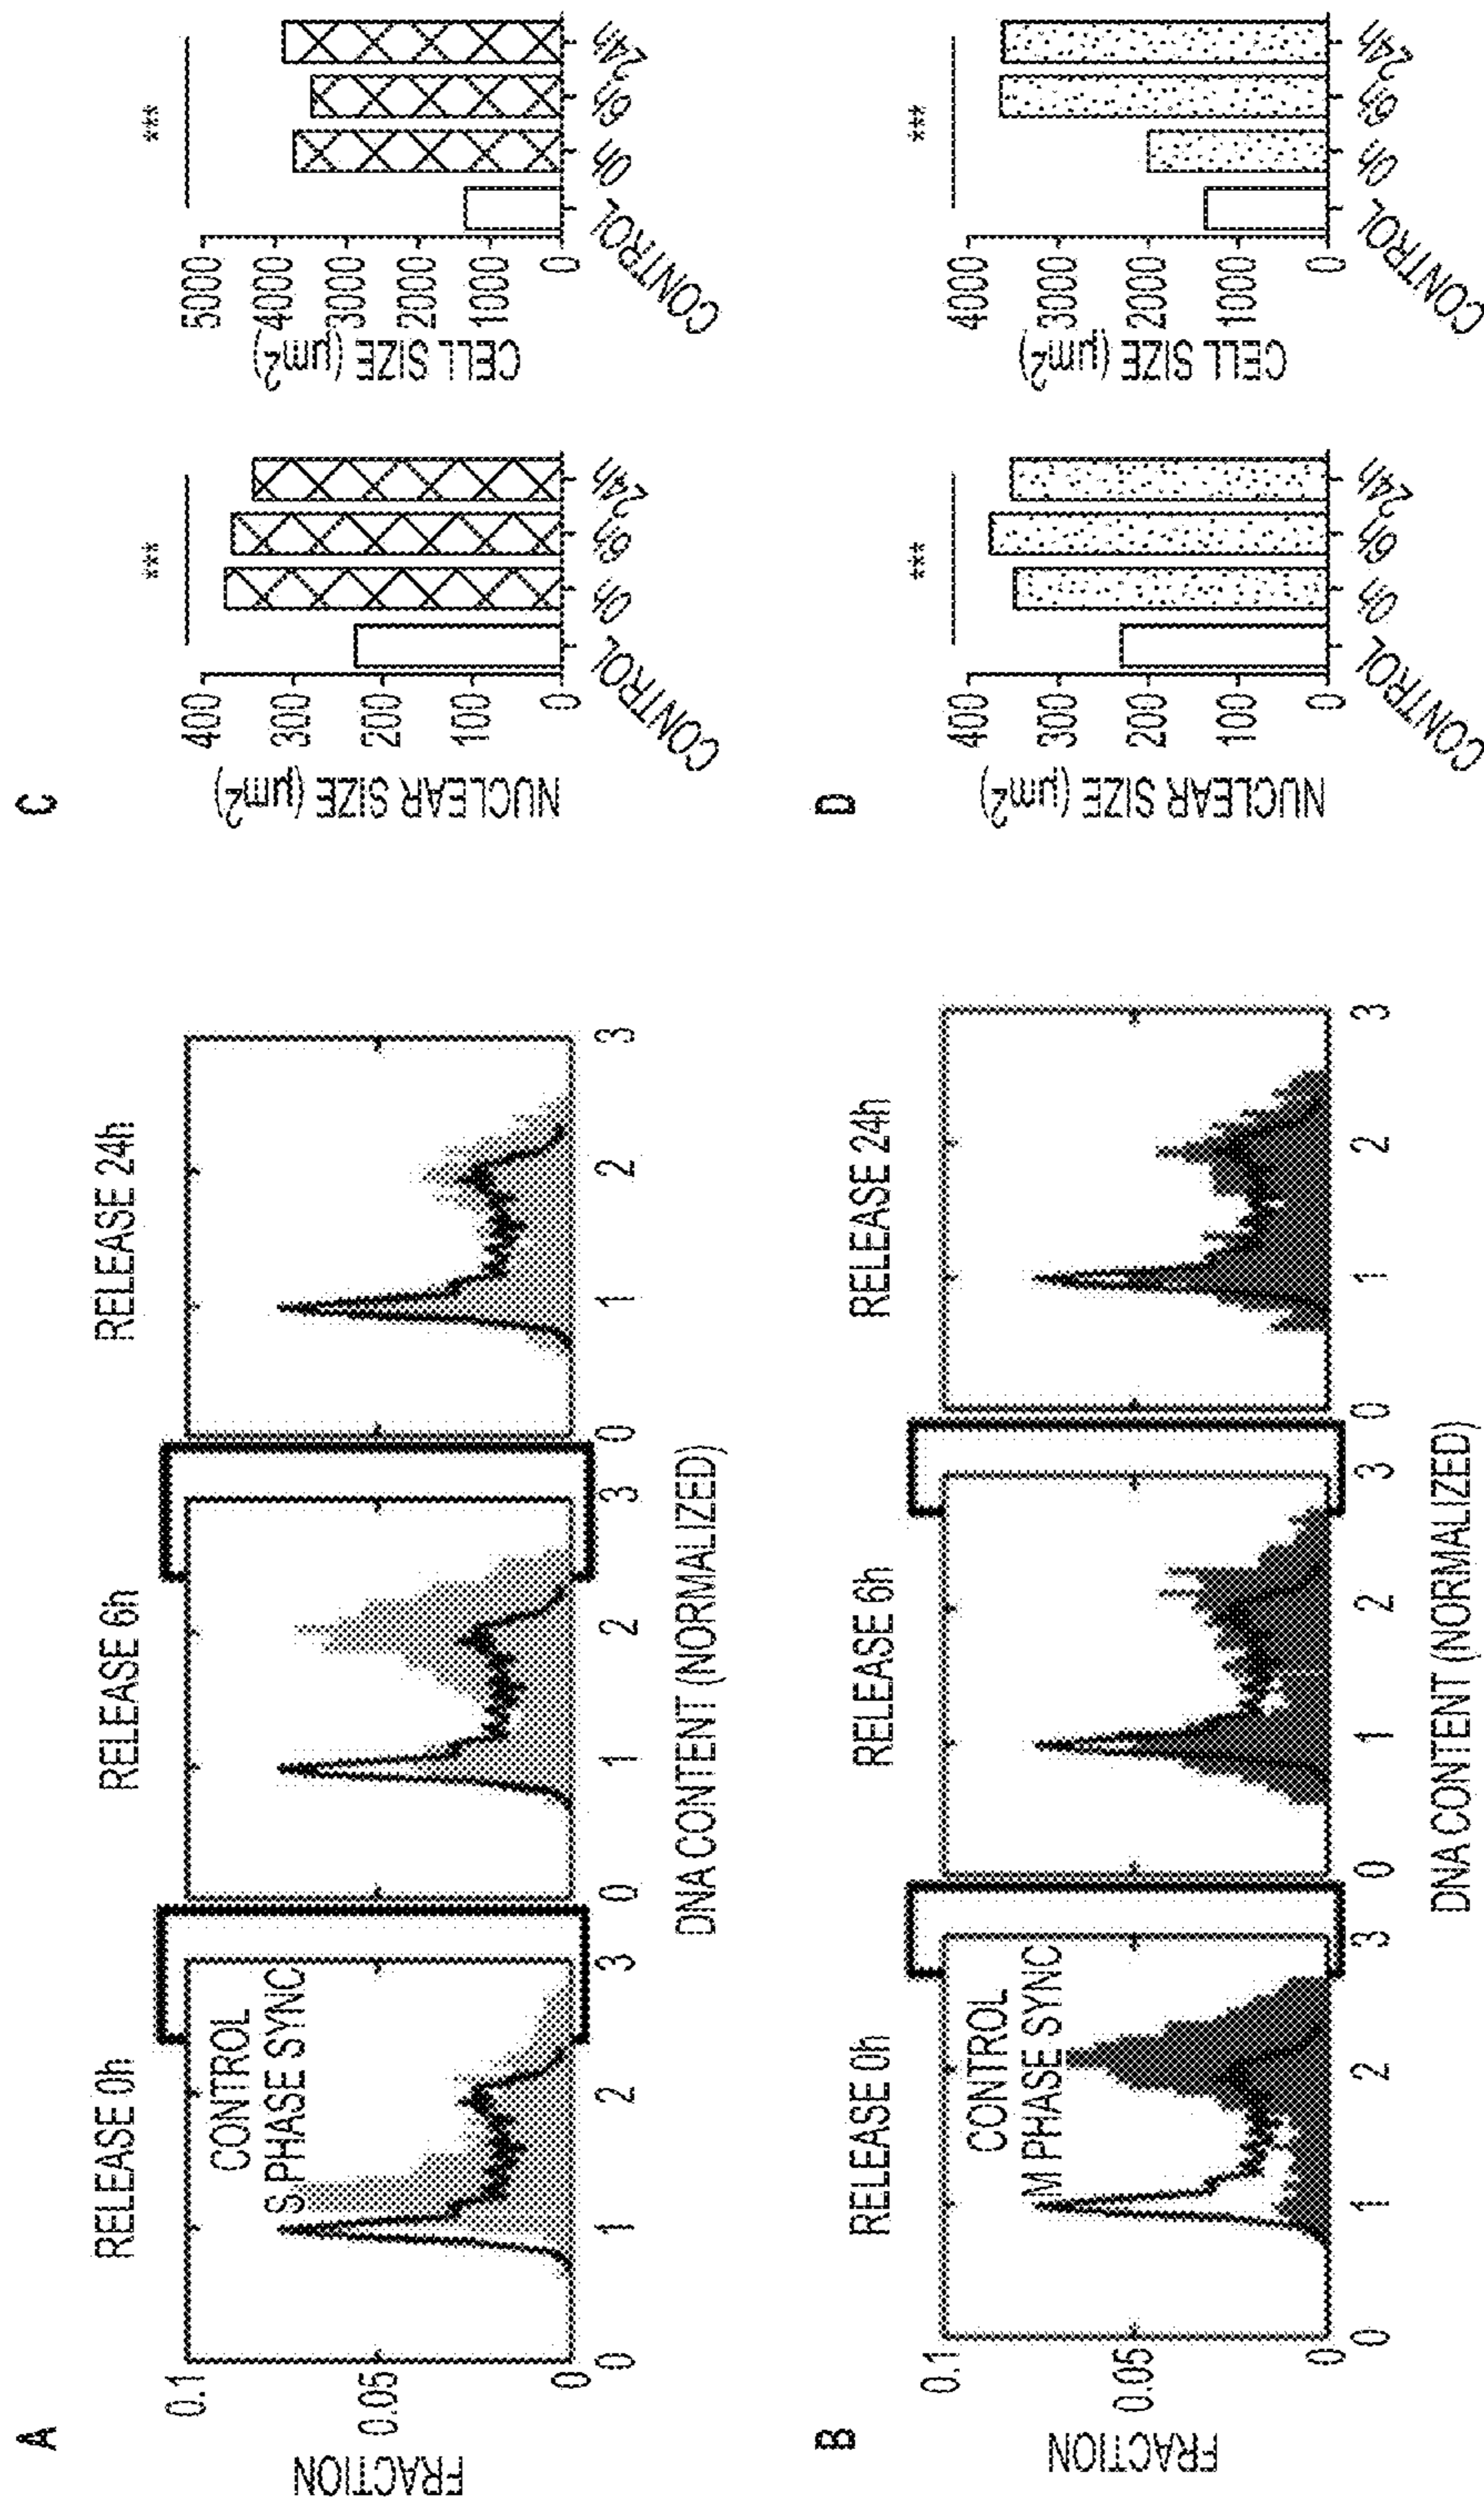 A
RELEASE 0h
RELEASE 6h
RELEASE 24h
FRACTION
0.1
0.05
0
CONTROL
S PHASE SYNC
0 1 2 3
0 1 2 3
0 1 2 3
DNA CONTENT (NORMALIZED)
B
RELEASE 0h
RELEASE 6h
RELEASE 24h
FRACTION
0.1
0.05
0
CONTROL
M PHASE SYNC
0 1 2 3
0 1 2 3
0 1 2 3
DNA CONTENT (NORMALIZED)
C
NUCLEAR SIZE (µm²)
400
300
200
100
0
***
CONTROL 0h 6h 24h
CELL SIZE (µm²)
5000
4000
3000
2000
1000
0
***
CONTROL 0h 6h 24h
D
NUCLEAR SIZE (µm²)
400
300
200
100
0
***
CONTROL 0h 6h 24h
CELL SIZE (µm²)
4000
3000
2000
1000
0
***
CONTROL 0h 6h 24h